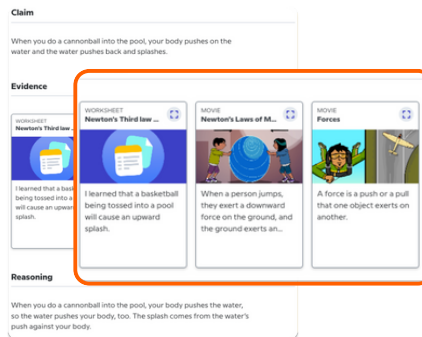 Claim
When you do a cannonball into the pool, your body pushes on the
water and the water pushes back and splashes.
Evidence
WORKSHEET
Newton's Third law
I learned that a bask
being tossed into a
will cause an upwar
splash.
WORKSHEET
Newton's Third law ...
I learned that a basketball
being tossed into a pool
will cause an upward
splash.
MOVIE
Newton's Laws of M...
When a person jumps,
they exert a downward
force on the ground, and
the ground exerts an...
MOVIE
Forces
A force is a push or a pull
that one object exerts on
another.
Reasoning
When you do a cannonball into the pool, your body pushes the water,
so the water pushes your body, too. The splash comes from the water's
push against your body.